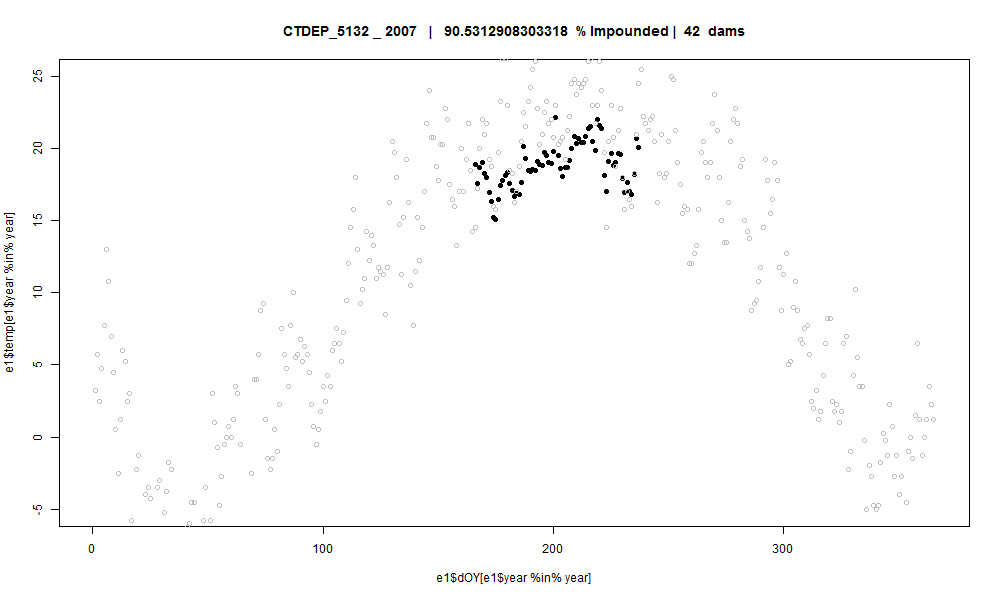 CTDEP_5132 _ 2007 | 90.5312908303318 % Impounded | 42 dams
e1$temp[e1$year %in% year]
25
20
15
10
5
0
-5
0 100 200 300
e1$dOY[e1$year %in% year]